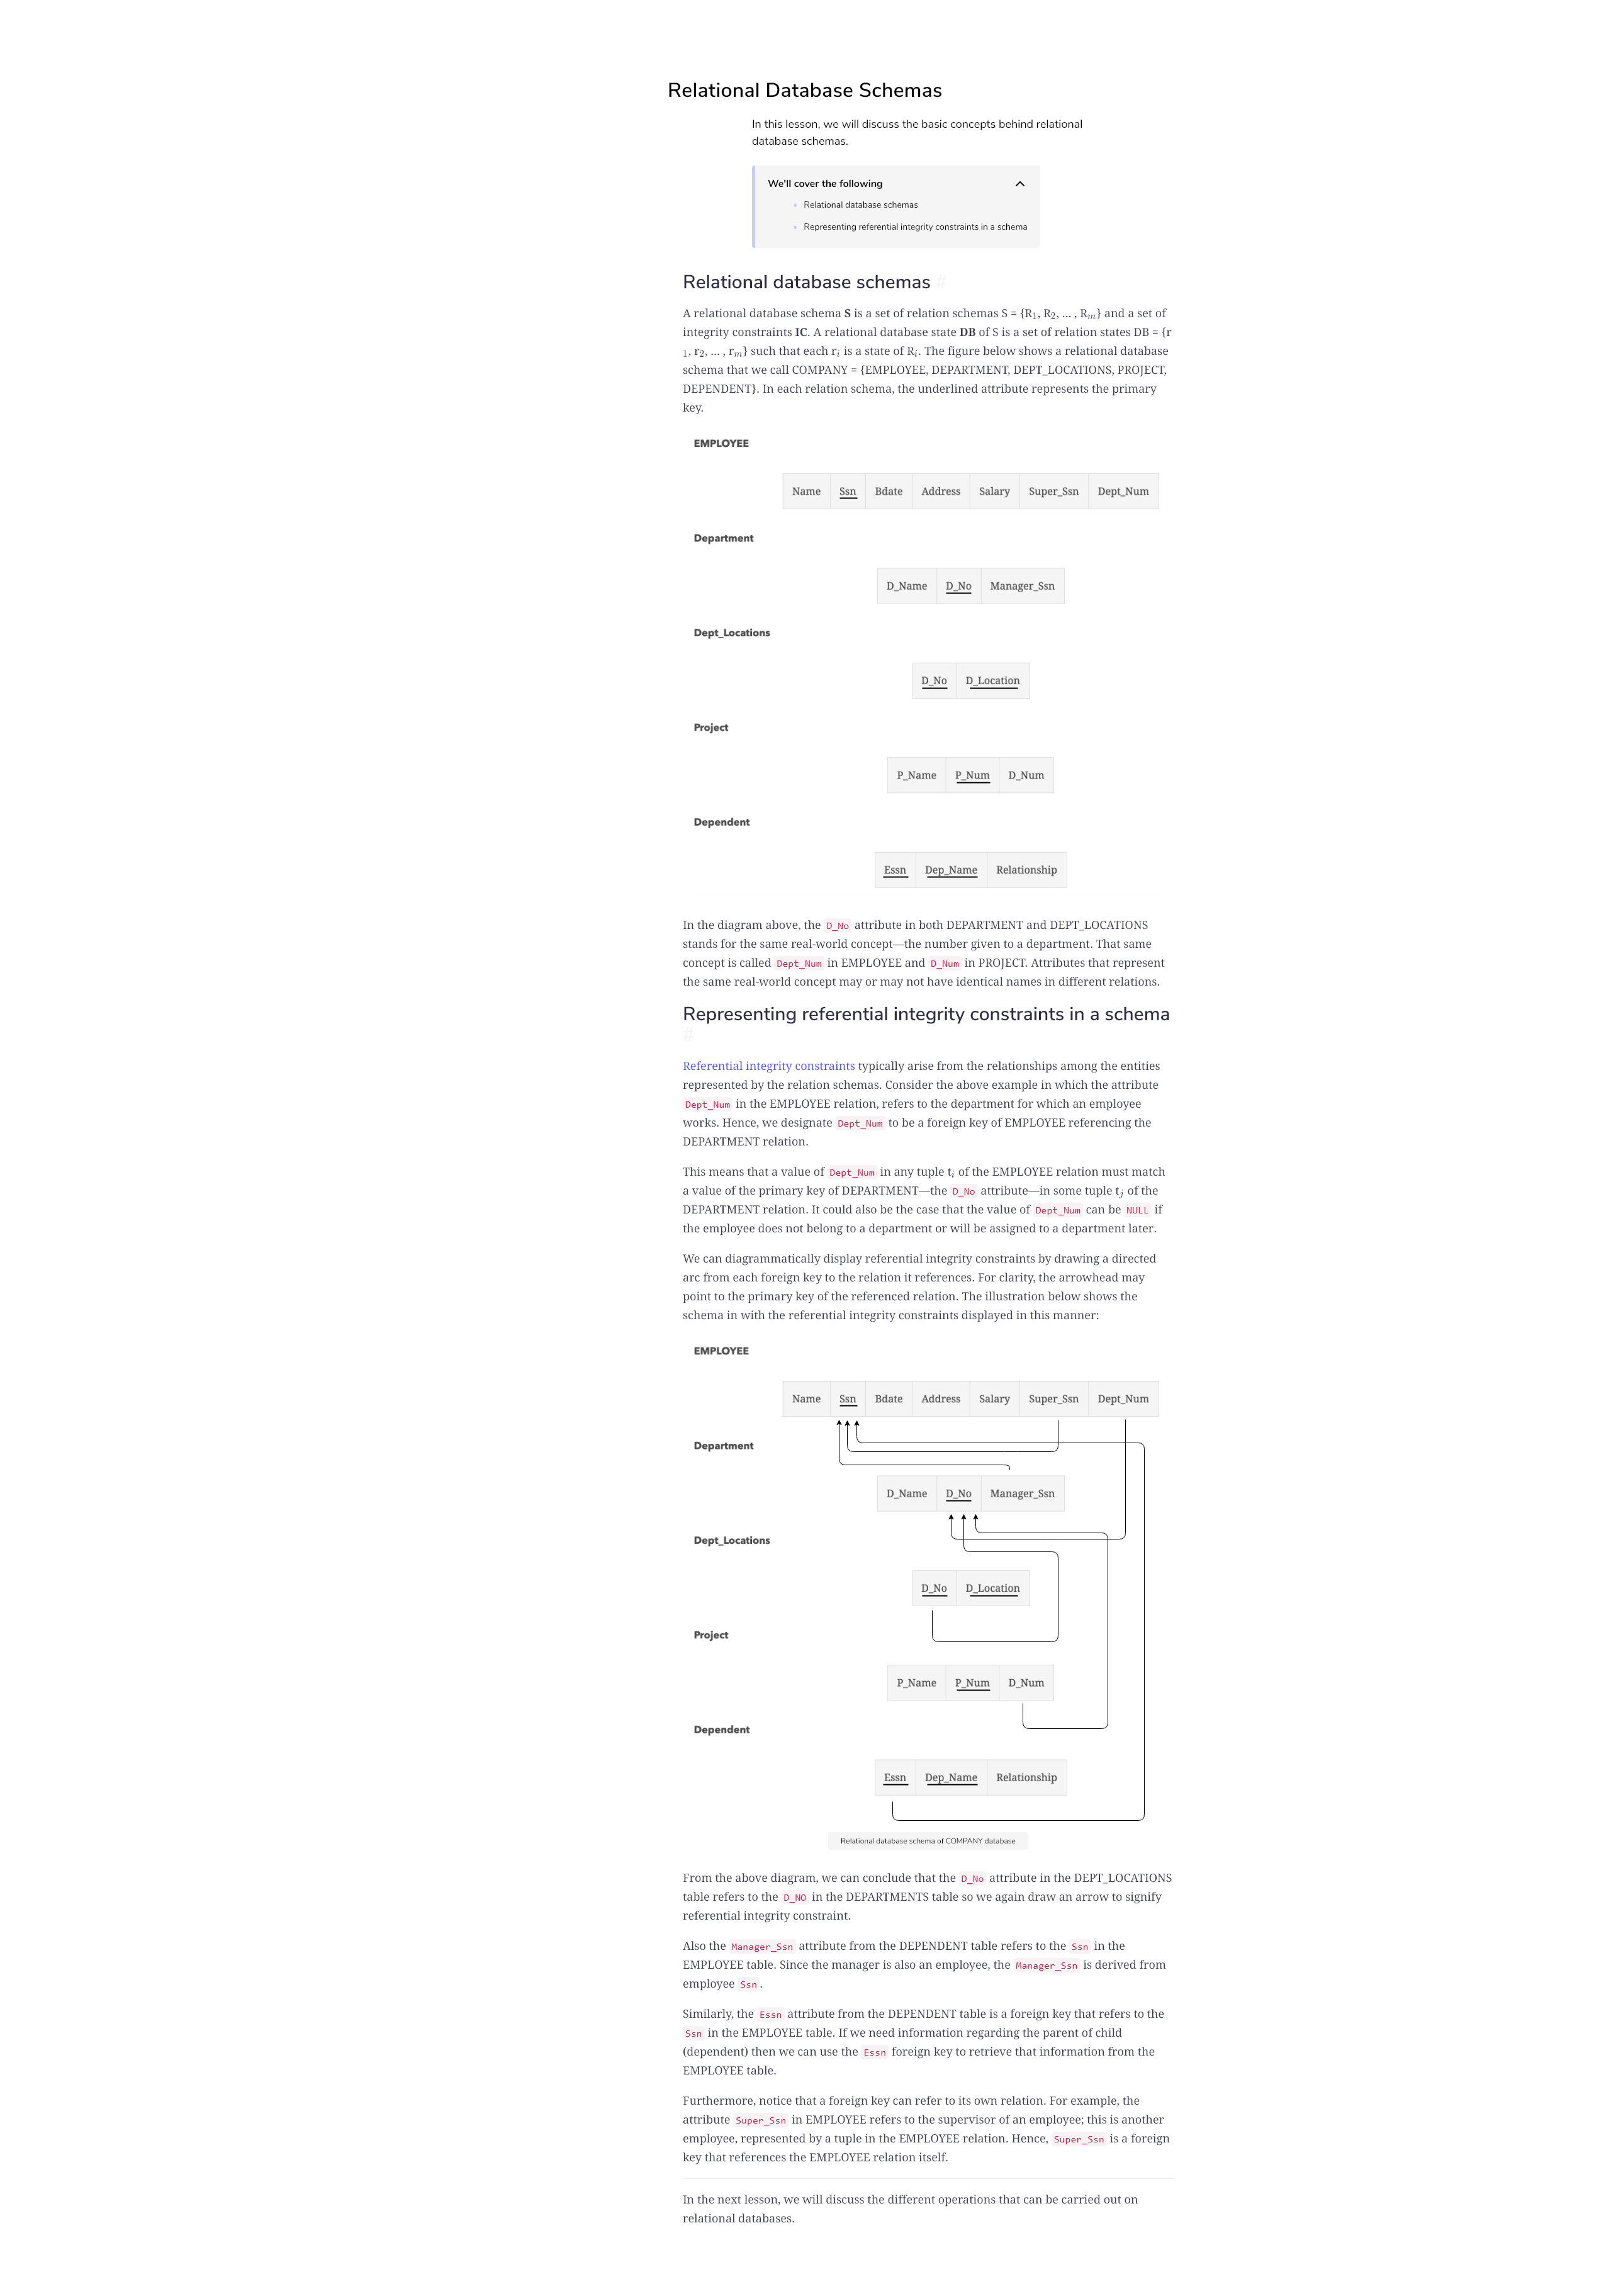 Relational Database Schemas
In this lesson, we will discuss the basic concepts behind relational
database schemas.
We'll cover the following
Relational database schemas
Representing referential integrity constraints in a schema
Relational database schemas #
A relational database schema S is a set of relation schemas S = {R1, R2, ... , Rm} and a set of
integrity constraints IC. A relational database state DB of S is a set of relation states DB = {r
1, r2, ... , rm} such that each ri is a state of Ri. The figure below shows a relational database
schema that we call COMPANY = {EMPLOYEE, DEPARTMENT, DEPT_LOCATIONS, PROJECT,
DEPENDENT}. In each relation schema, the underlined attribute represents the primary
key.
EMPLOYEE
Name Ssn Bdate Address Salary Super_Ssn Dept_Num
Department
D_Name D_No Manager_Ssn
Dept_Locations
D_No D_Location
Project
P_Name P_Num D_Num
Dependent
Essn Dep_Name Relationship
In the diagram above, the D_No attribute in both DEPARTMENT and DEPT_LOCATIONS
stands for the same real-world concept—the number given to a department. That same
concept is called Dept_Num in EMPLOYEE and D_Num in PROJECT. Attributes that represent
the same real-world concept may or may not have identical names in different relations.
Representing referential integrity constraints in a schema
#
Referential integrity constraints typically arise from the relationships among the entities
represented by the relation schemas. Consider the above example in which the attribute
Dept_Num in the EMPLOYEE relation, refers to the department for which an employee
works. Hence, we designate Dept_Num to be a foreign key of EMPLOYEE referencing the
DEPARTMENT relation.
This means that a value of Dept_Num in any tuple ti of the EMPLOYEE relation must match
a value of the primary key of DEPARTMENT—the D_No attribute—in some tuple tj of the
DEPARTMENT relation. It could also be the case that the value of Dept_Num can be NULL if
the employee does not belong to a department or will be assigned to a department later.
We can diagrammatically display referential integrity constraints by drawing a directed
arc from each foreign key to the relation it references. For clarity, the arrowhead may
point to the primary key of the referenced relation. The illustration below shows the
schema in with the referential integrity constraints displayed in this manner:
EMPLOYEE
Name Ssn Bdate Address Salary Super_Ssn Dept_Num
Department
D_Name D_No Manager_Ssn
Dept_Locations
D_No D_Location
Project
P_Name P_Num D_Num
Dependent
Essn Dep_Name Relationship
Relational database schema of COMPANY database
From the above diagram, we can conclude that the D_No attribute in the DEPT_LOCATIONS
table refers to the D_NO in the DEPARTMENTS table so we again draw an arrow to signify
referential integrity constraint.
Also the Manager_Ssn attribute from the DEPENDENT table refers to the Ssn in the
EMPLOYEE table. Since the manager is also an employee, the Manager_Ssn is derived from
employee Ssn.
Similarly, the Essn attribute from the DEPENDENT table is a foreign key that refers to the
Ssn in the EMPLOYEE table. If we need information regarding the parent of child
(dependent) then we can use the Essn foreign key to retrieve that information from the
EMPLOYEE table.
Furthermore, notice that a foreign key can refer to its own relation. For example, the
attribute Super_Ssn in EMPLOYEE refers to the supervisor of an employee; this is another
employee, represented by a tuple in the EMPLOYEE relation. Hence, Super_Ssn is a foreign
key that references the EMPLOYEE relation itself.
In the next lesson, we will discuss the different operations that can be carried out on
relational databases.